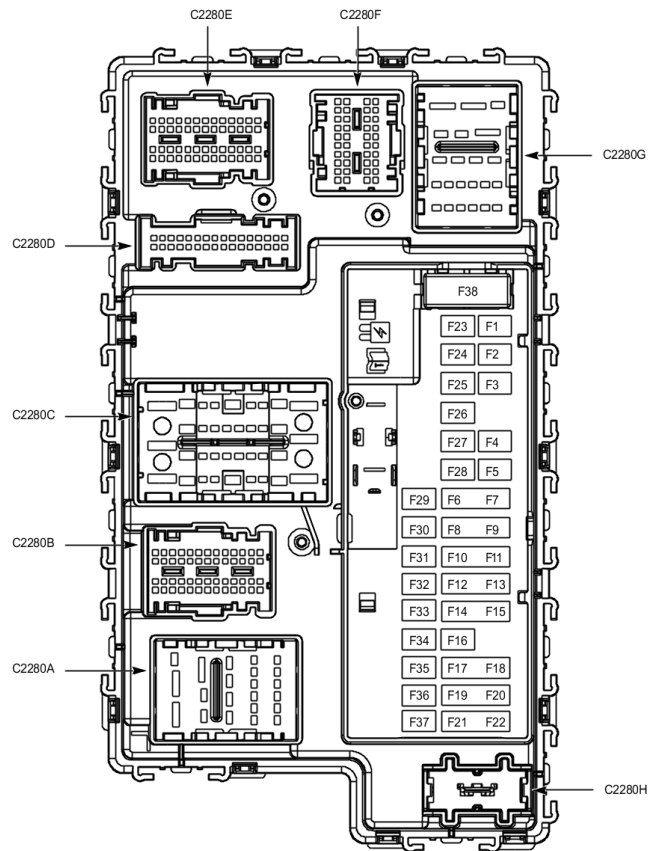 C2280E
C2280F
C2280G
C2280D
F38
F23 F1
F24 F2
F25 F3
C2280C
F26
F27 F4
F28 F5
F29 F6 F7
F30 F8 F9
C2280B
F31 F10 F11
F32 F12 F13
F33 F14 F15
F34 F16
C2280A
F35 F17 F18
F36 F19 F20
F37 F21 F22
C2280H